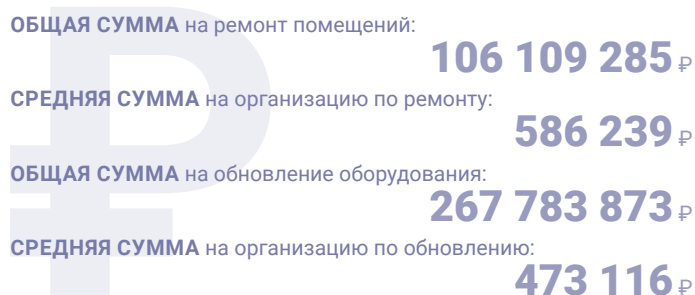 ОБЩАЯ СУММА на ремонт помещений:
106 109 285 ₽
СРЕДНЯЯ СУММА на организацию по ремонту:
586 239 ₽
ОБЩАЯ СУММА на обновление оборудования:
267 783 873 ₽
СРЕДНЯЯ СУММА на организацию по обновлению:
473 116 ₽